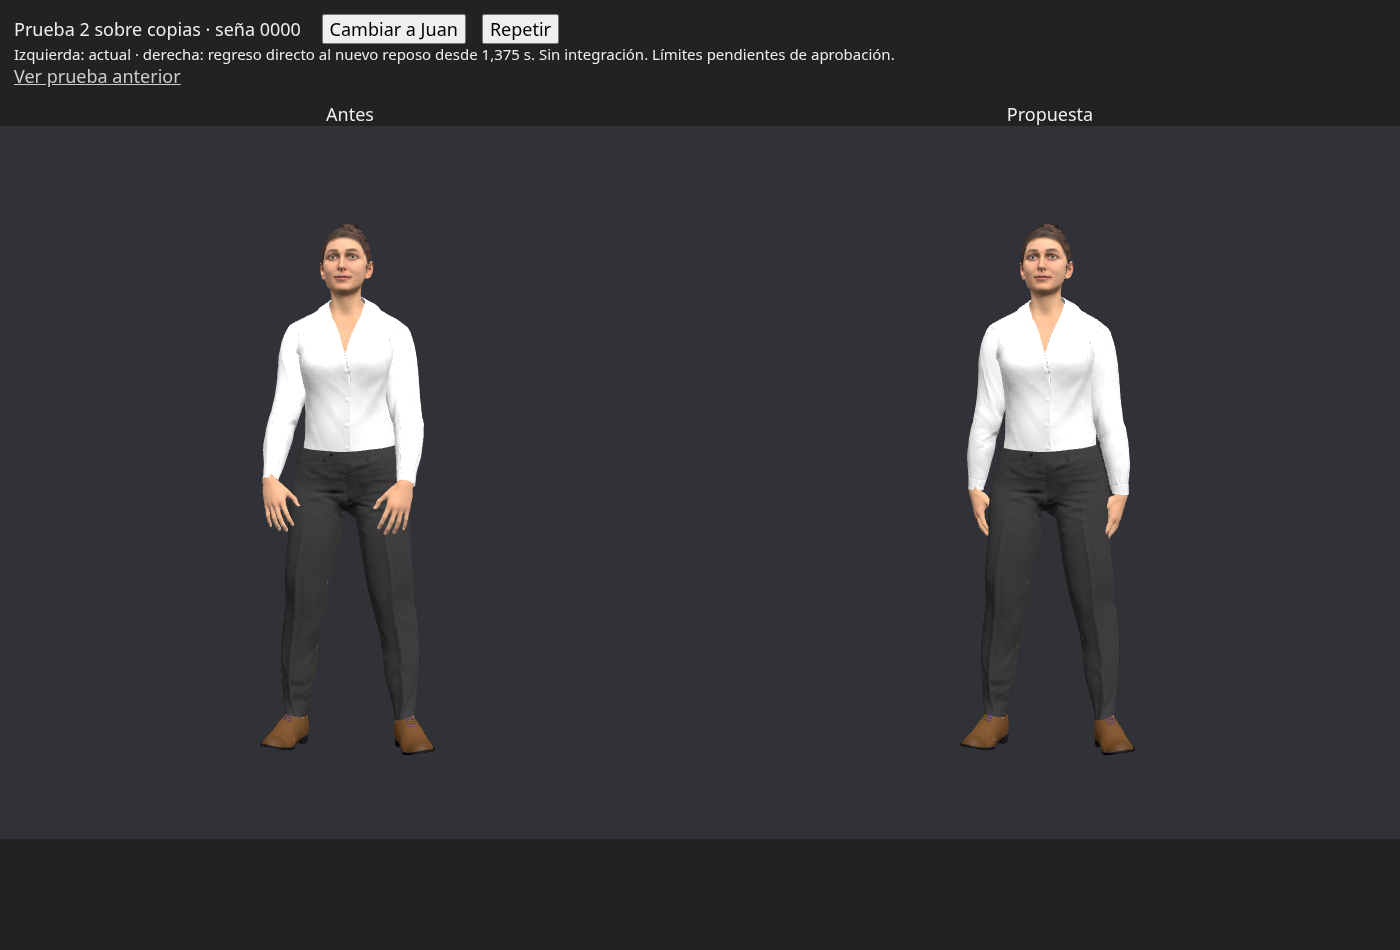 Prueba 2 sobre copias · seña 0000 Cambiar a Juan Repetir
Izquierda: actual · derecha: regreso directo al nuevo reposo desde 1,375 s. Sin integración. Límites pendientes de aprobación.
Ver prueba anterior
Antes Propuesta